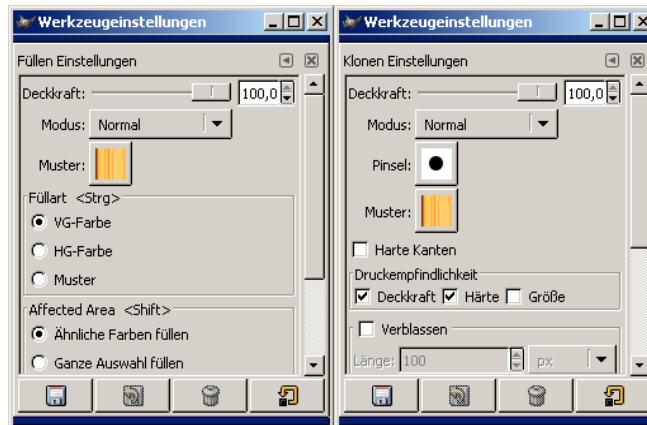 Werkzeugeinstellungen
Füllen Einstellungen
Deckkraft: 100,0
Modus: Normal
Muster:
Füllart <Strg>
VG-Farbe
HG-Farbe
Muster
Affected Area <Shift>
Ähnliche Farben füllen
Ganze Auswahl füllen
Werkzeugeinstellungen
Klonen Einstellungen
Deckkraft: 100,0
Modus: Normal
Pinsel:
Muster:
Harte Kanten
Druckempfindlichkeit
Deckkraft Härte Größe
Verblassen
Länge: 100 px